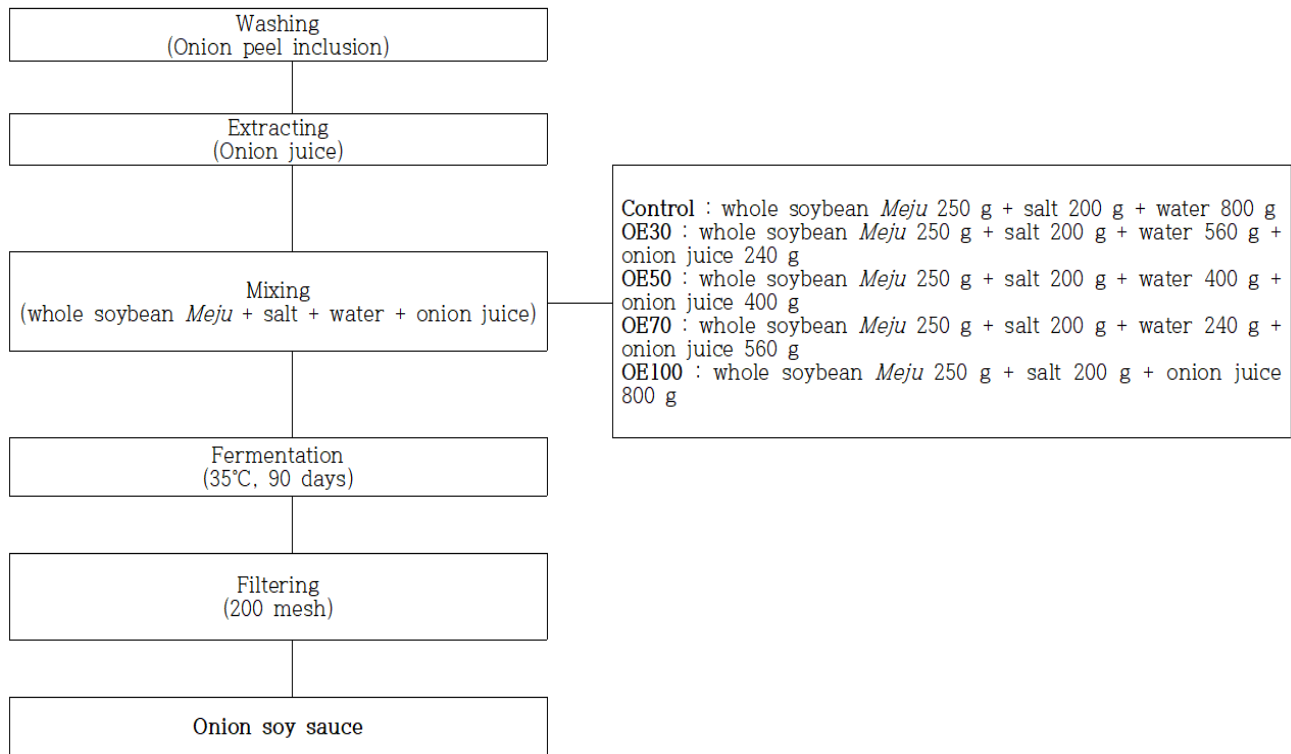 Washing
(Onion peel inclusion)
Extracting
(Onion juice)
Mixing
(whole soybean Meju + salt + water + onion juice)
Control : whole soybean Meju 250 g + salt 200 g + water 800 g
OE30 : whole soybean Meju 250 g + salt 200 g + water 560 g +
onion juice 240 g
OE50 : whole soybean Meju 250 g + salt 200 g + water 400 g +
onion juice 400 g
OE70 : whole soybean Meju 250 g + salt 200 g + water 240 g +
onion juice 560 g
OE100 : whole soybean Meju 250 g + salt 200 g + onion juice
800 g
Fermentation
(35℃, 90 days)
Filtering
(200 mesh)
Onion soy sauce